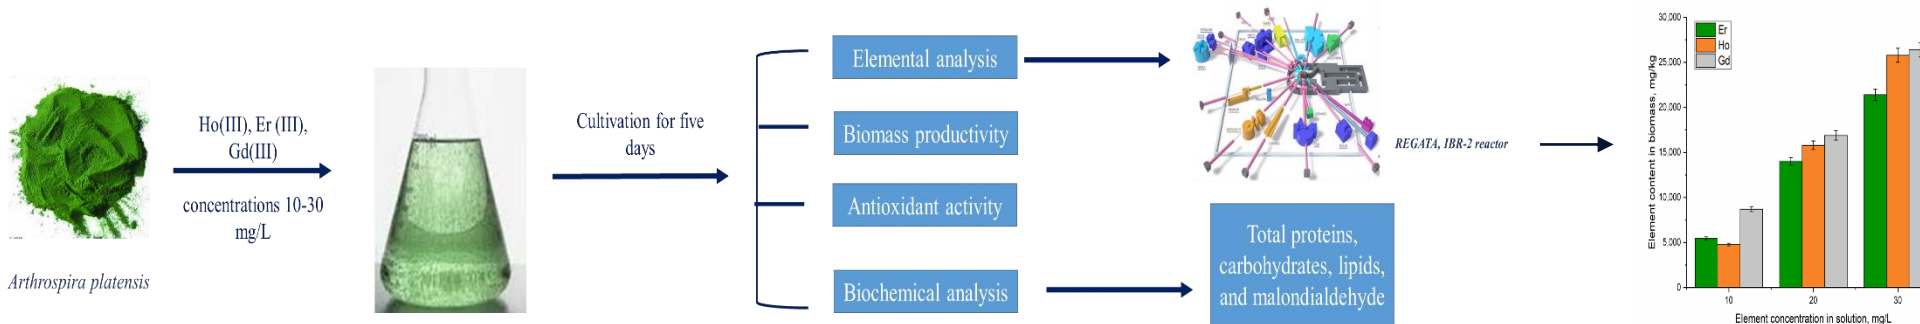 Arthrospira platensis
Ho(III), Er (III),
Gd(III)
concentrations 10-30
mg/L
Cultivation for five
days
Elemental analysis
Biomass productivity
Antioxidant activity
Biochemical analysis
REGATA, IBR-2 reactor
Total proteins,
carbohydrates, lipids,
and malondialdehyde
Element content in biomass, mg/kg
30,000
25,000
20,000
15,000
10,000
5,000
0
Er
Ho
Gd
10
20
30
Element concentration in solution, mg/L